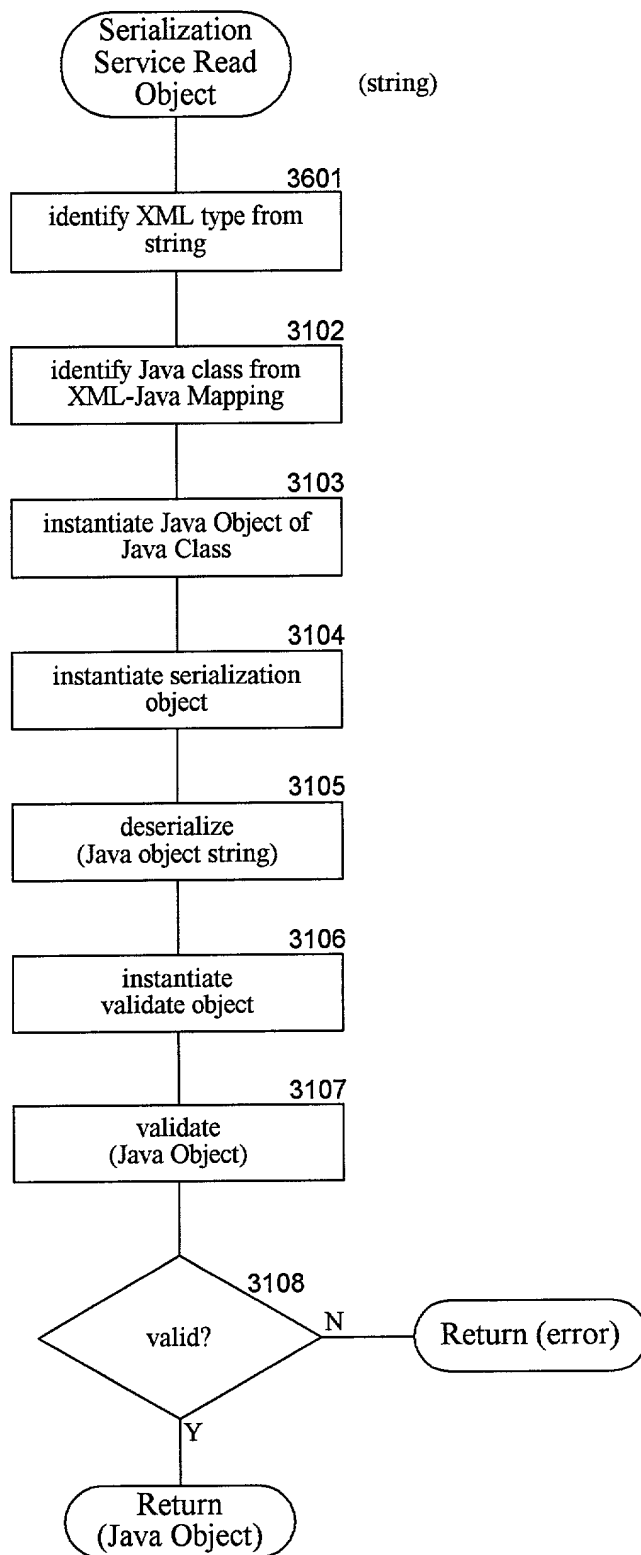 Serialization
Service Read
Object
(string)
3601
identify XML type from
string
3102
identify Java class from
XML-Java Mapping
3103
instantiate Java Object of
Java Class
3104
instantiate serialization
object
3105
deserialize
(Java object string)
3106
instantiate
validate object
3107
validate
(Java Object)
3108
valid?
N
Return (error)
Y
Return
(Java Object)